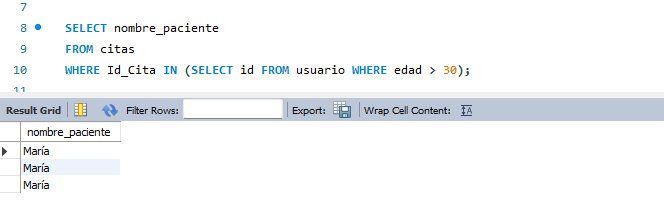 7
8 SELECT nombre_paciente
9 FROM citas
10 WHERE Id_Cita IN (SELECT id FROM usuario WHERE edad > 30);
11
Result Grid Filter Rows: Export: Wrap Cell Content: IA
nombre_paciente
María
María
María